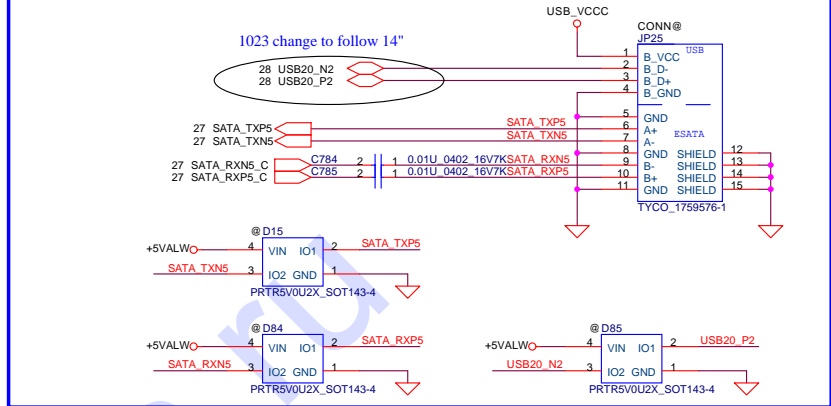 USB_VCCC
CONN@
JP25
1023 change to follow 14"
USB
1 B_VCC
28 USB20_N2 2 B_D-
28 USB20_P2 3 B_D+
4 B_GND
5 GND
27 SATA_TXP5 SATA_TXP5 6 A+
ESATA
27 SATA_TXN5 SATA_TXN5 7 A-
8 GND SHIELD 12
27 SATA_RXN5_C C784 2 1 0.01U_0402_16V7K SATA_RXN5 9 B- SHIELD 13
27 SATA_RXP5_C C785 2 1 0.01U_0402_16V7K SATA_RXP5 10 B+ SHIELD 14
11 GND SHIELD 15
TYCO_1759576-1
@ D15
+5VALW 4 VIN IO1 2 SATA_TXP5
SATA_TXN5 3 IO2 GND 1
PRTR5V0U2X_SOT143-4
@ D84
+5VALW 4 VIN IO1 2 SATA_RXP5
SATA_RXN5 3 IO2 GND 1
PRTR5V0U2X_SOT143-4
@ D85
+5VALW 4 VIN IO1 2 USB20_P2
USB20_N2 3 IO2 GND 1
PRTR5V0U2X_SOT143-4
ru